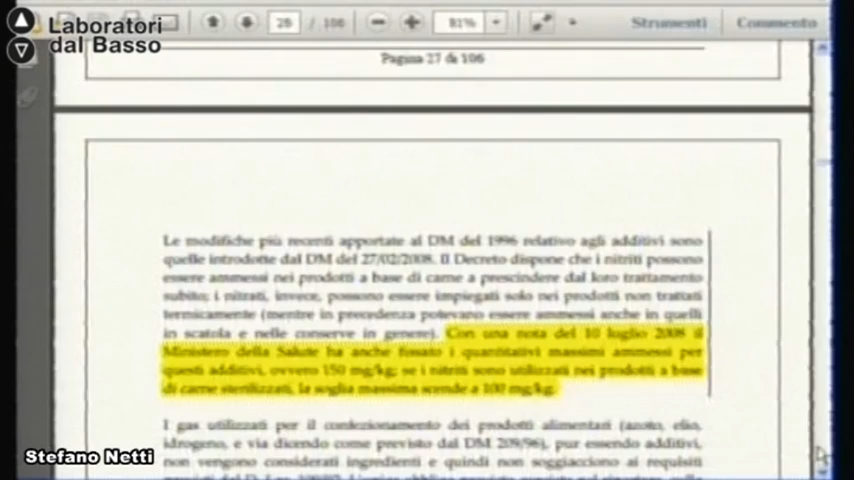 Laboratori
dal Basso
28 / 106
81%
Strumenti
Commento
Pagina 27 di 106
Le modifiche più recenti apportate al DM del 1996 relativo agli additivi sono
quelle introdotte dal DM del 27/02/2008. Il Decreto dispone che i nitriti possono
essere ammessi nei prodotti a base di carne a prescindere dal loro trattamento
subito; i nitrati, invece, possono essere impiegati solo nei prodotti non trattati
termicamente (mentre in precedenza potevano essere ammessi anche in quelli
in scatola e nelle conserve in genere). Con una nota del 10 luglio 2008 il
Ministero della Salute ha anche fissato i quantitativi massimi ammessi per
questi additivi, ovvero 150 mg/kg; se i nitriti sono utilizzati nei prodotti a base
di carne sterilizzati, la soglia massima scende a 100 mg/kg.
I gas utilizzati per il confezionamento dei prodotti alimentari (azoto, elio,
idrogeno, e via dicendo come previsto dal DM 209/96), pur essendo additivi,
non vengono considerati ingredienti e quindi non soggiacciono ai requisiti
Stefano Netti